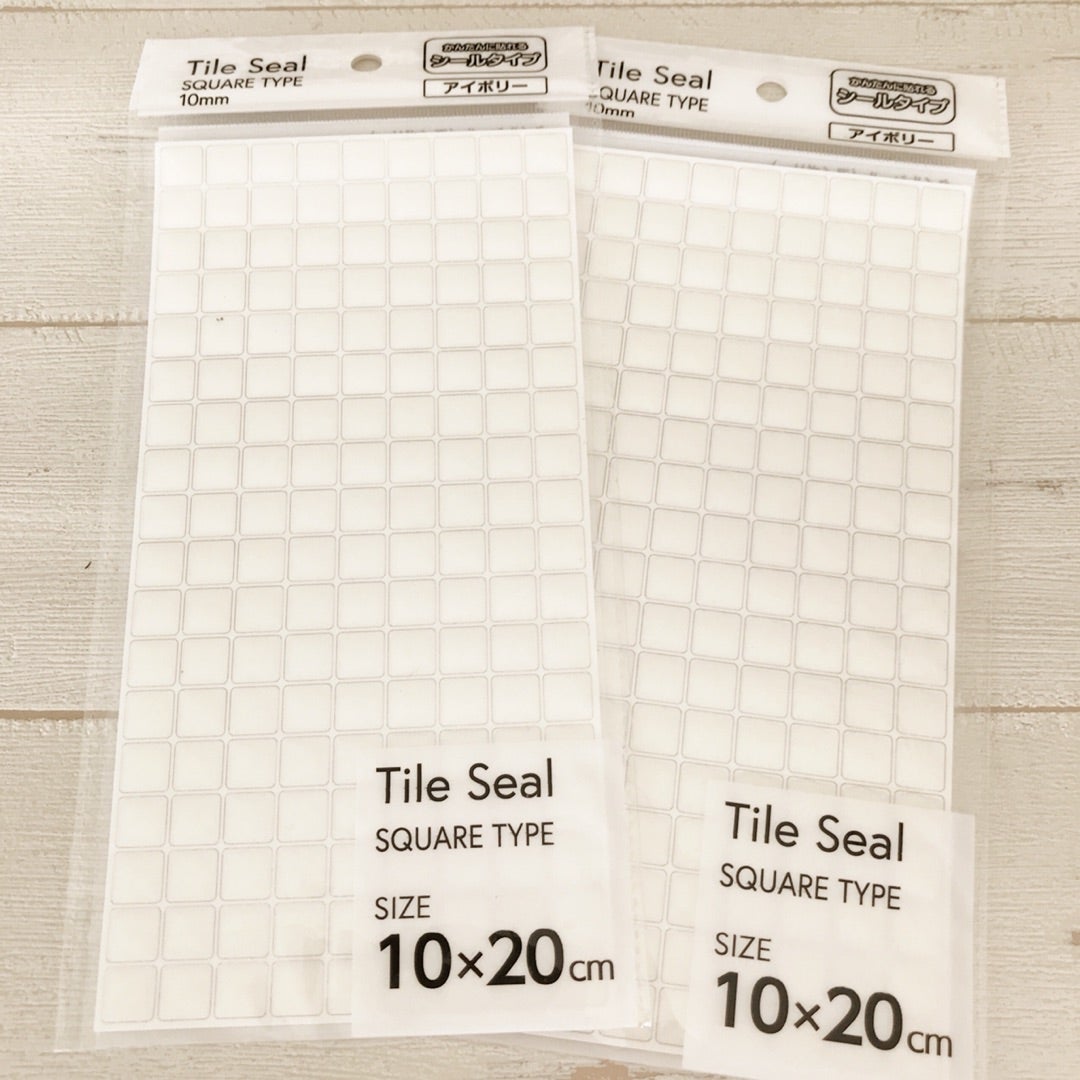 Tile Seal
SQUARE TYPE
10mm
かんたんに貼れる
シールタイプ
アイボリー
Tile Seal
SQUARE TYPE
SIZE
10×20cm
Tile Seal
SQUARE TYPE
10mm
かんたんに貼れる
シールタイプ
アイボリー
Tile Seal
SQUARE TYPE
SIZE
10×20cm